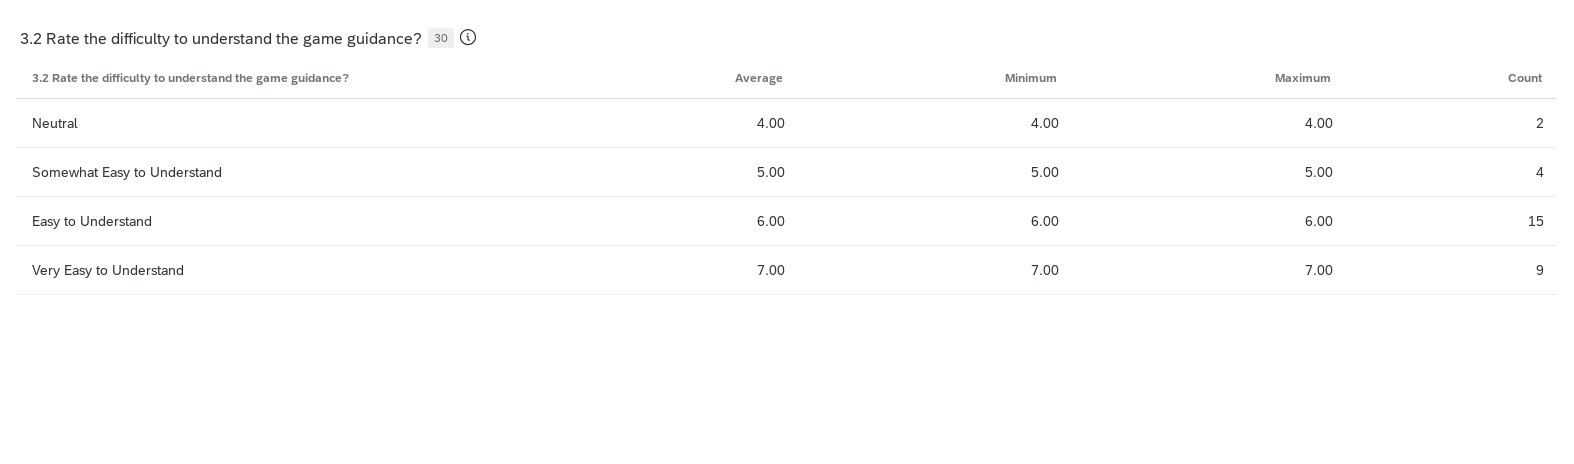 3.2 Rate the difficulty to understand the game guidance? 30
3.2 Rate the difficulty to understand the game guidance? Average Minimum Maximum Count
Neutral 4.00 4.00 4.00 2
Somewhat Easy to Understand 5.00 5.00 5.00 4
Easy to Understand 6.00 6.00 6.00 15
Very Easy to Understand 7.00 7.00 7.00 9